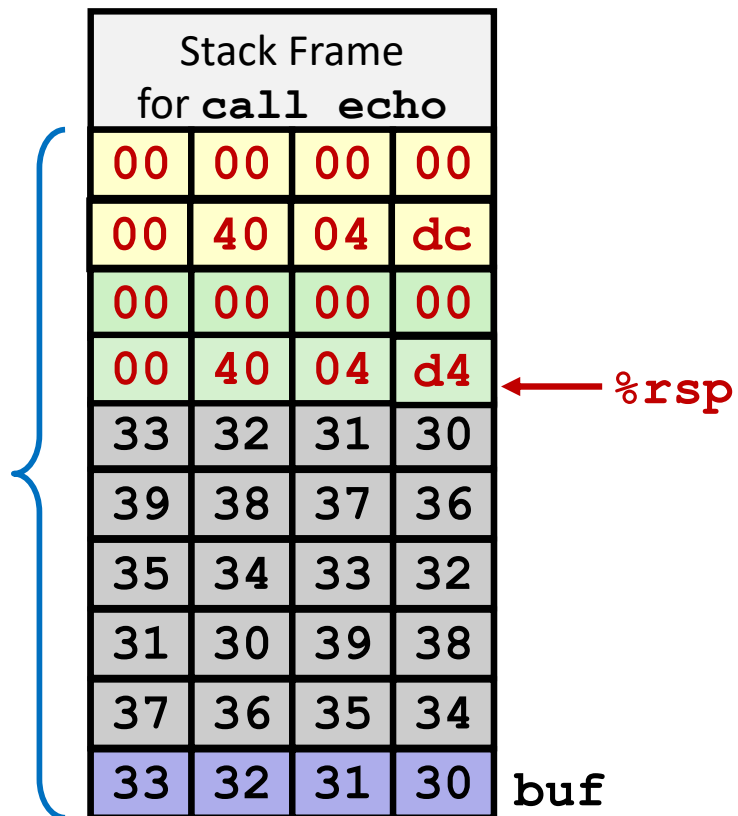 Stack Frame
for call echo
00 00 00 00
00 40 04 dc
00 00 00 00
00 40 04 d4
%rsp
33 32 31 30
39 38 37 36
35 34 33 32
31 30 39 38
37 36 35 34
33 32 31 30
buf